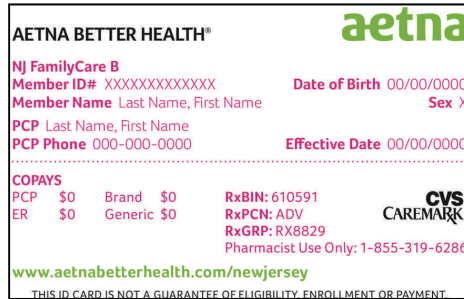 AETNA BETTER HEALTH®
aetna
NJ FamilyCare B
Member ID# XXXXXXXXXXXXX Date of Birth 00/00/0000
Member Name Last Name, First Name Sex X
PCP Last Name, First Name
PCP Phone 000-000-0000 Effective Date 00/00/0000
COPAYS
PCP $0 Brand $0 RxBIN: 610591
ER $0 Generic $0 RxPCN: ADV
CVS
CAREMARK
RxGRP: RX8829
Pharmacist Use Only: 1-855-319-6286
www.aetnabetterhealth.com/newjersey
THIS ID CARD IS NOT A GUARANTEE OF ELIGIBILITY, ENROLLMENT OR PAYMENT.